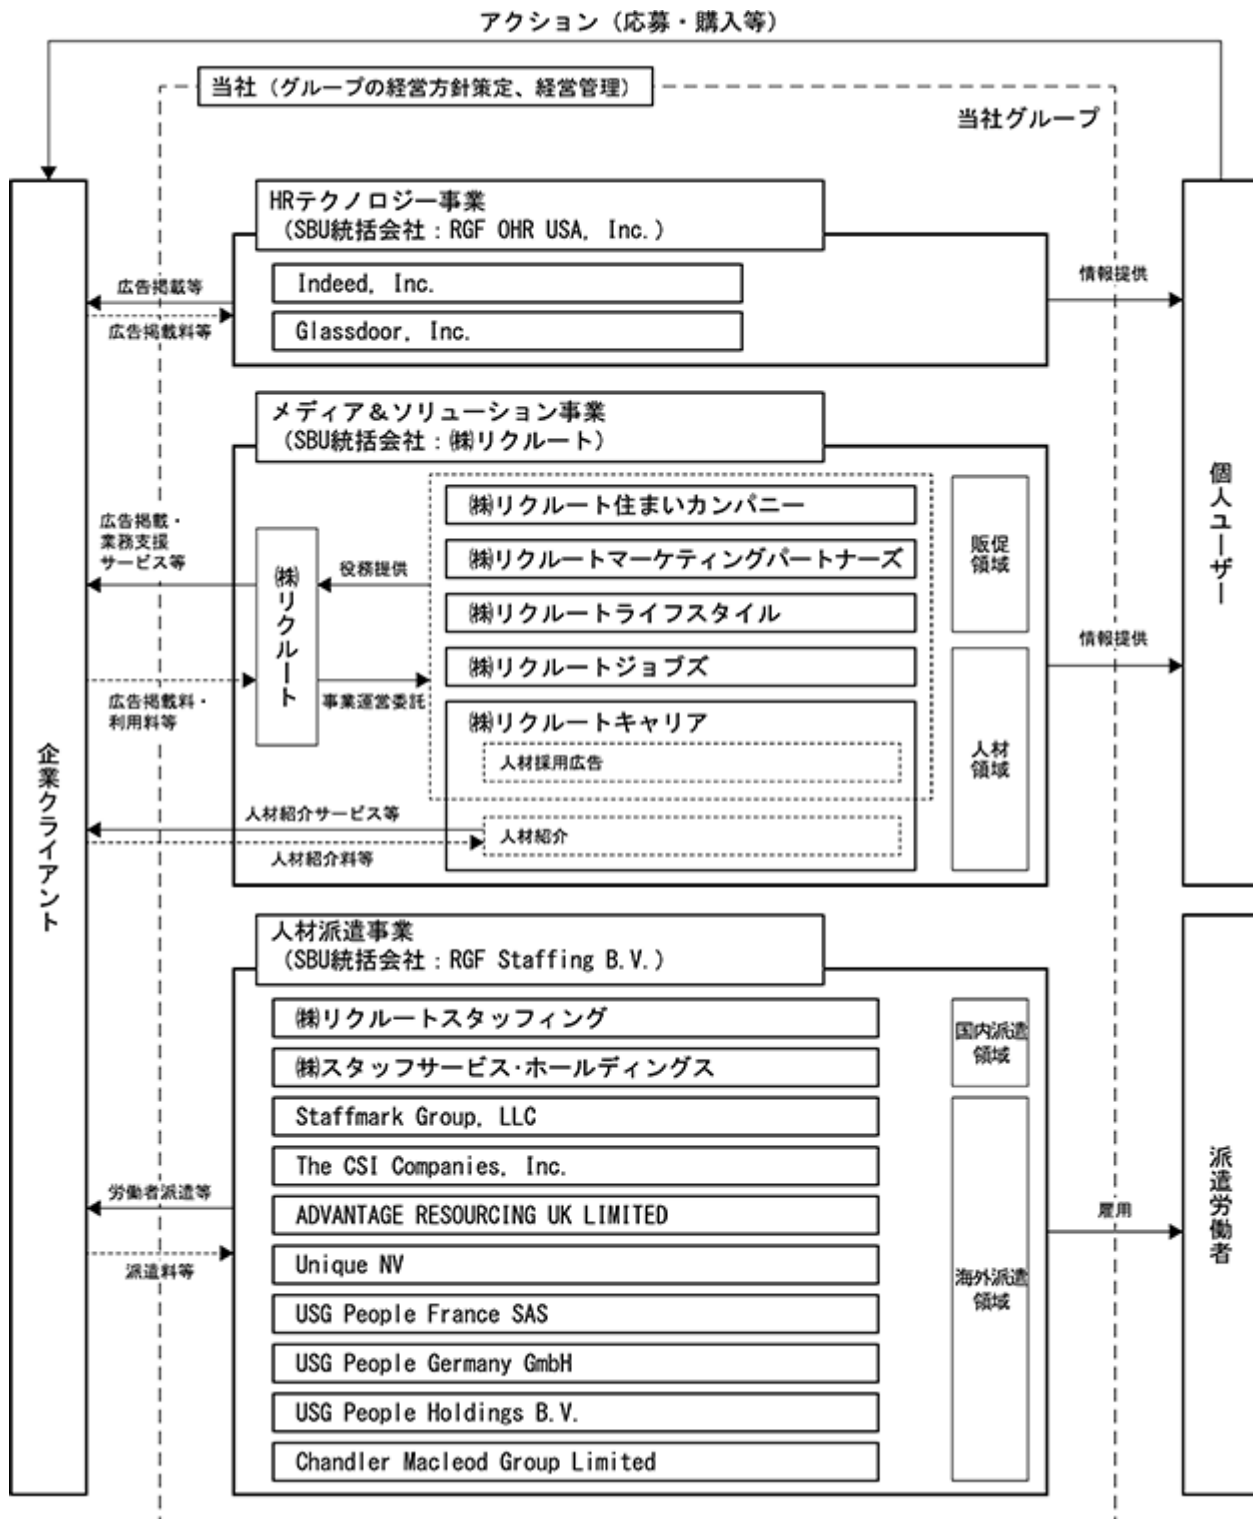 アクション（応募・購入等）
当社（グループの経営方針策定、経営管理）
当社グループ
企業クライアント
個人ユーザー
派遣労働者
HRテクノロジー事業
（SBU統括会社：RGF OHR USA, Inc.）
Indeed, Inc.
Glassdoor, Inc.
広告掲載等
広告掲載料等
情報提供
メディア＆ソリューション事業
（SBU統括会社：㈱リクルート）
広告掲載・
業務支援
サービス等
広告掲載料・
利用料等
㈱リクルート
役務提供
事業運営委託
㈱リクルート住まいカンパニー
㈱リクルートマーケティングパートナーズ
㈱リクルートライフスタイル
㈱リクルートジョブズ
㈱リクルートキャリア
人材採用広告
人材紹介
人材紹介サービス等
人材紹介料等
販促
領域
人材
領域
情報提供
人材派遣事業
（SBU統括会社：RGF Staffing B.V.）
㈱リクルートスタッフィング
㈱スタッフサービス・ホールディングス
Staffmark Group, LLC
The CSI Companies, Inc.
ADVANTAGE RESOURCING UK LIMITED
Unique NV
USG People France SAS
USG People Germany GmbH
USG People Holdings B.V.
Chandler Macleod Group Limited
国内派遣
領域
海外派遣
領域
労働者派遣等
派遣料等
雇用